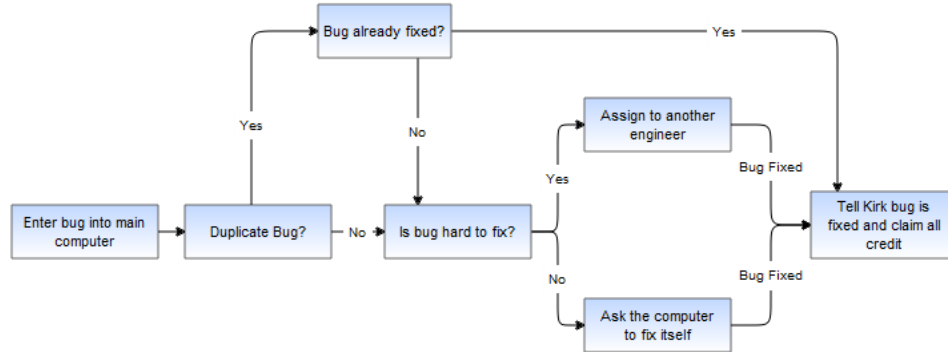 Bug already fixed?
Yes
Yes
No
Assign to another
engineer
Yes
Bug Fixed
Enter bug into main
computer
Duplicate Bug?
No
Is bug hard to fix?
Tell Kirk bug is
fixed and claim all
credit
No
Bug Fixed
Ask the computer
to fix itself